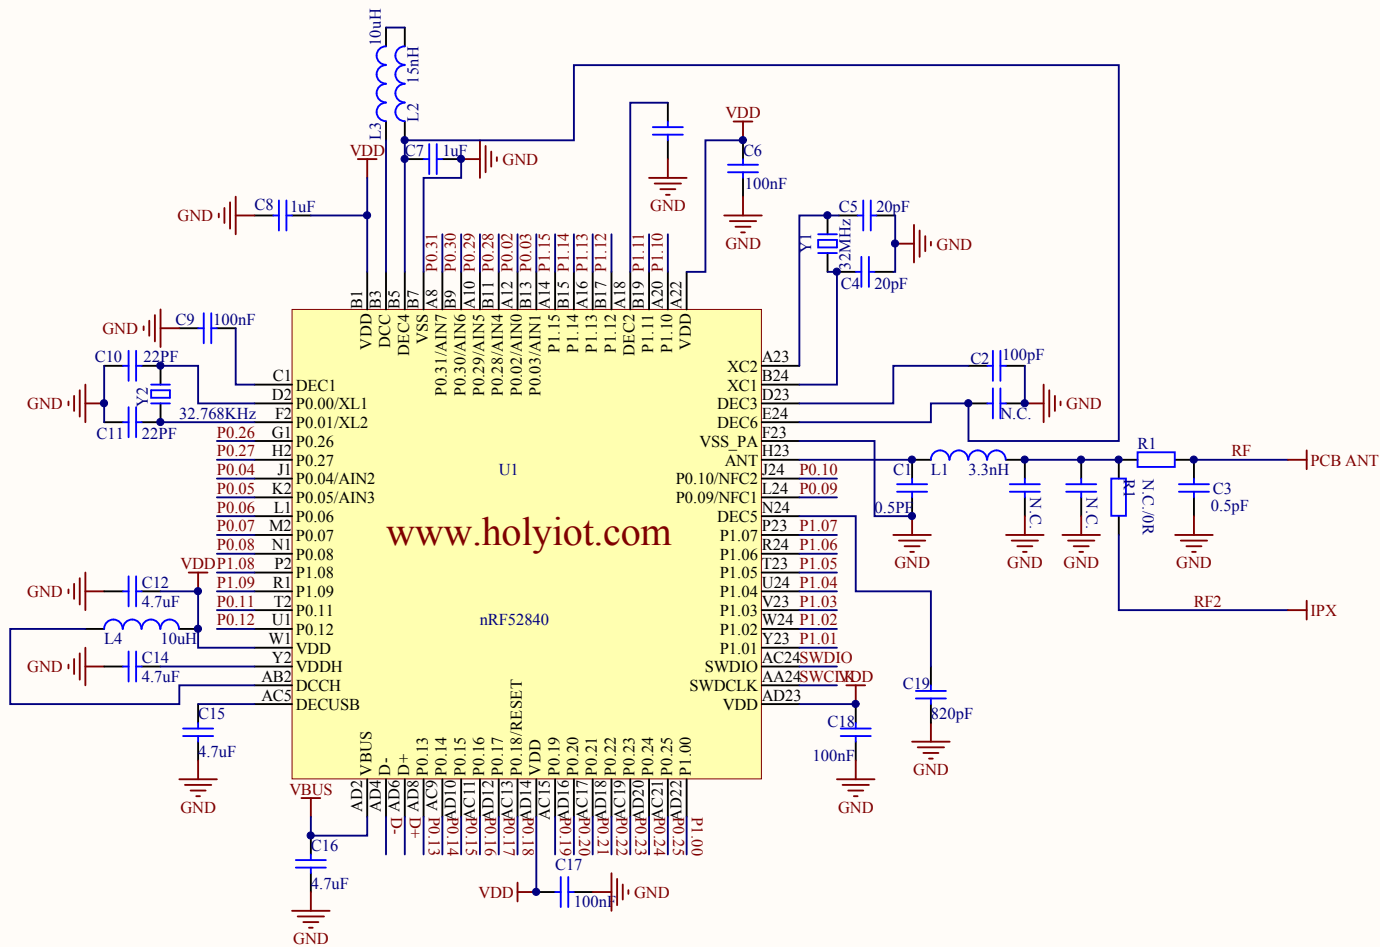 10uH
15nH
L3
L2
VDD
C7
1uF
GND
C8
1uF
GND
VDD
C6
100nF
GND
GND
C5
20pF
Y1
32MHz
C4
20pF
GND
P0.31
P0.30
P0.29
P0.28
P0.02
P0.03
P1.15
P1.14
P1.13
P1.12
P1.11
P1.10
B1
B3
B5
B7
A8
B9
A10
B11
A12
B13
A14
B15
A16
B17
A18
B19
A20
A22
VDD
DCC
DEC4
VSS
P0.31/AIN7
P0.30/AIN6
P0.29/AIN5
P0.28/AIN4
P0.02/AIN0
P0.03/AIN1
P1.15
P1.14
P1.13
P1.12
DEC2
P1.11
P1.10
VDD
GND
C9
100nF
C10
22PF
Y2
GND
32.768KHz
C11
22PF
C1
DEC1
D2
P0.00/XL1
F2
P0.01/XL2
P0.26
G1
P0.26
P0.27
H2
P0.27
P0.04
J1
P0.04/AIN2
P0.05
K2
P0.05/AIN3
P0.06
L1
P0.06
P0.07
M2
P0.07
P0.08
N1
P0.08
P1.08
P2
P1.08
P1.09
R1
P1.09
P0.11
T2
P0.11
P0.12
U1
P0.12
W1
VDD
Y2
VDDH
AB2
DCCH
AC5
DECUSB
VDD
GND
C12
4.7uF
L4
10uH
GND
C14
4.7uF
C15
4.7uF
GND
U1
www.holyiot.com
nRF52840
XC2
A23
XC1
B24
DEC3
D23
DEC6
E24
VSS_PA
F23
ANT
H23
P0.10/NFC2
J24
P0.10
P0.09/NFC1
L24
P0.09
DEC5
N24
P1.07
P23
P1.07
P1.06
R24
P1.06
P1.05
T23
P1.05
P1.04
U24
P1.04
P1.03
V23
P1.03
P1.02
W24
P1.02
P1.01
Y23
P1.01
SWDIO
AC24
SWDIO
SWDCLK
AA24
SWCLK
VDD
VDD
AD23
C2
100pF
N.C.
GND
C1
0.5PF
GND
L1
3.3nH
N.C.
GND
N.C.
GND
R1
R1
N.C./0R
RF
PCB ANT
C3
0.5pF
GND
RF2
IPX
C19
820pF
GND
C18
100nF
GND
VBUS
D-
D+
P0.13
P0.14
P0.15
P0.16
P0.17
P0.18/RESET
VDD
P0.19
P0.20
P0.21
P0.22
P0.23
P0.24
P0.25
P1.00
AD2
AD4
AD6
AD8
AC9
AD10
AC11
AD12
AC13
AD14
AC15
AD16
AC17
AD18
AC19
AD20
AC21
AD22
D-
D+
P0.13
P0.14
P0.15
P0.16
P0.17
P0.18
P0.19
P0.20
P0.21
P0.22
P0.23
P0.24
P0.25
P1.00
VBUS
C16
4.7uF
GND
VDD
C17
100nF
GND